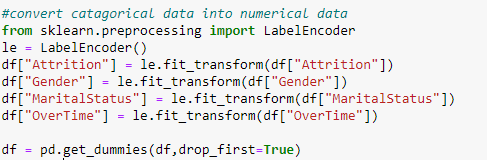 #convert catagorical data into numerical data
from sklearn.preprocessing import LabelEncoder
le = LabelEncoder()
df["Attrition"] = le.fit_transform(df["Attrition"])
df["Gender"] = le.fit_transform(df["Gender"])
df["MaritalStatus"] = le.fit_transform(df["MaritalStatus"])
df["OverTime"] = le.fit_transform(df["OverTime"])
df = pd.get_dummies(df,drop_first=True)